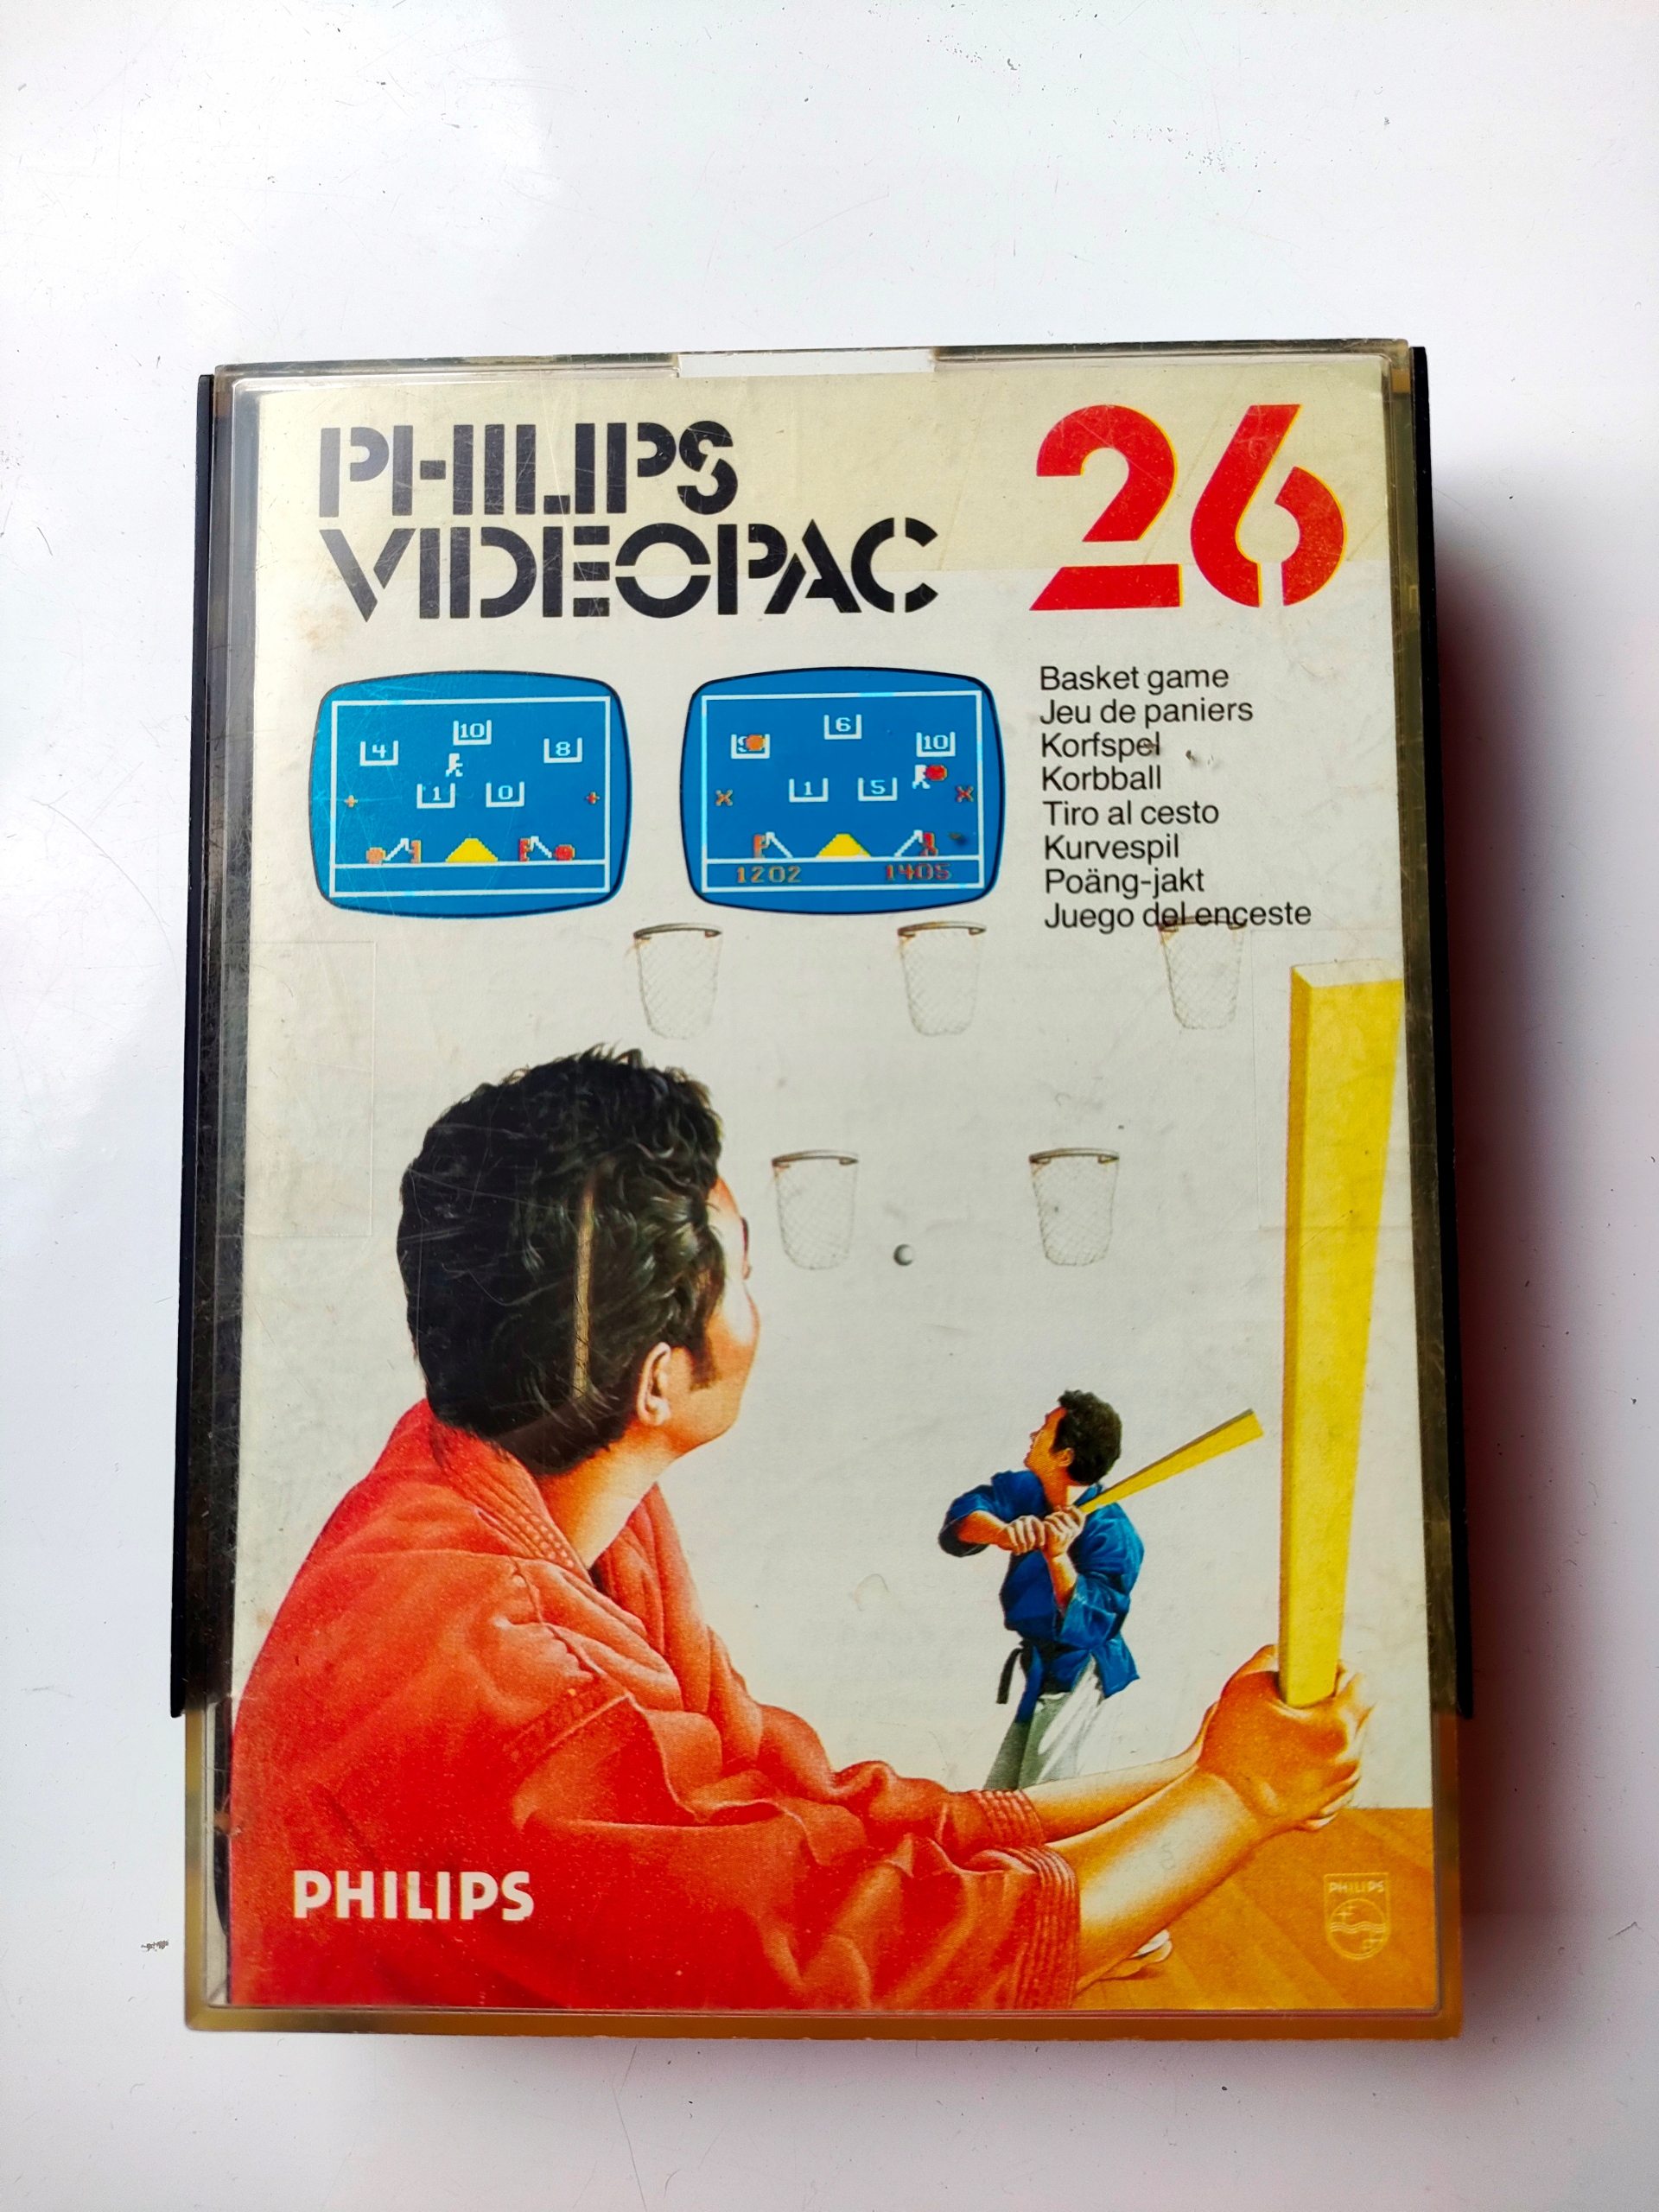 PHILIPS
VIDEOPAC
26
Basket game
Jeu de paniers
Korfspel
Korbball
Tiro al cesto
Kurvespil
Poäng-jakt
Juego del enceste
10
4
8
1
0
6
10
1
5
1202
1405
PHILIPS
PHILIPS